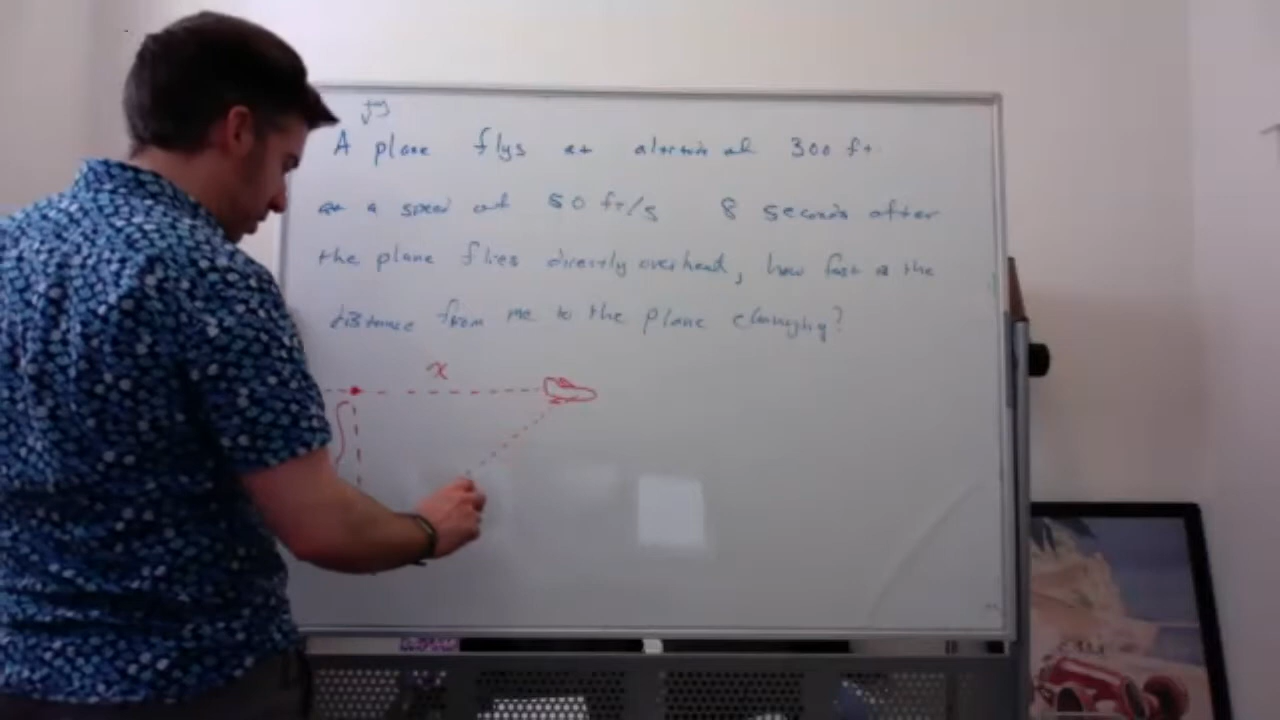 A plane flys at altitude of 300 ft
at a speed of 50 ft/s 8 seconds after
the plane flies directly overhead, how fast is the
distance from me to the plane changing?
x